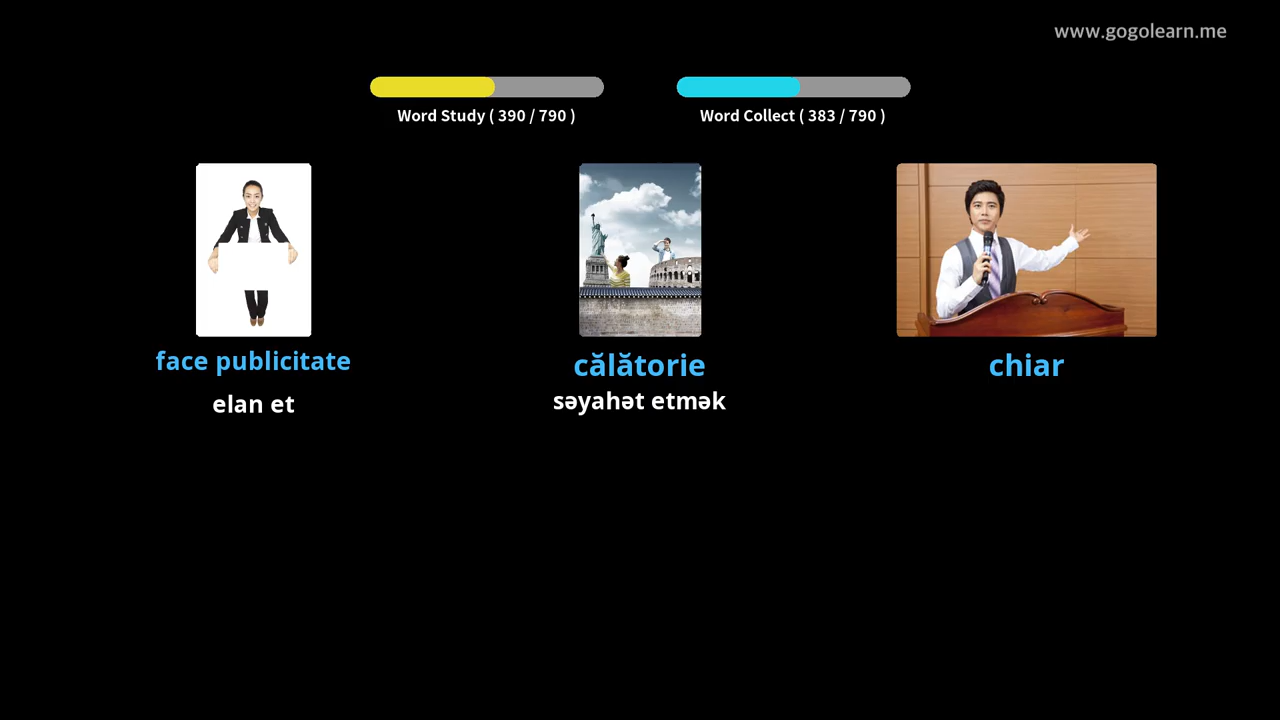 www.gogolearn.me
Word Study ( 390 / 790 )
Word Collect ( 383 / 790 )
face publicitate
elan et
călătorie
səyahət etmək
chiar